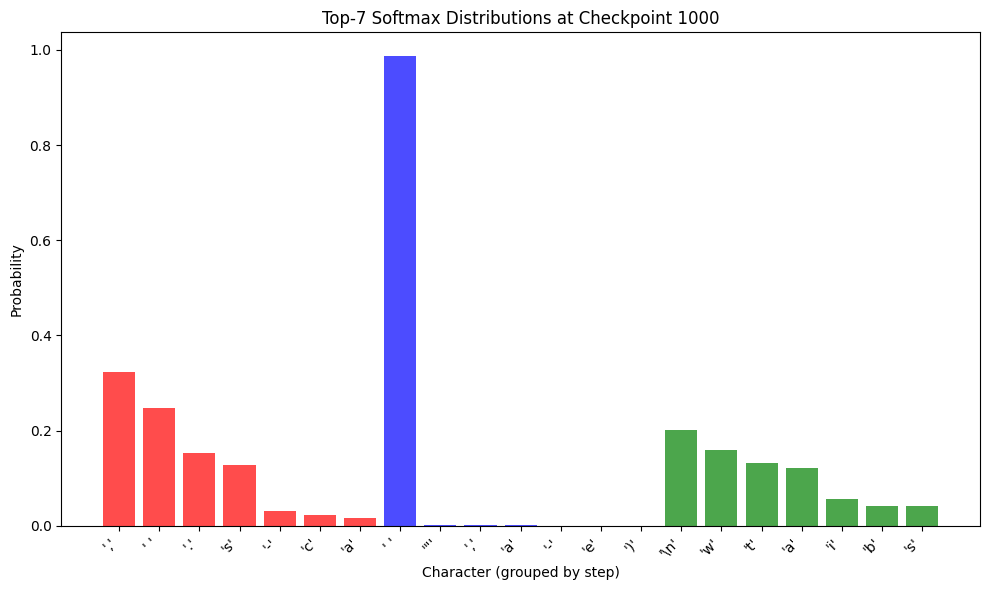 Top-7 Softmax Distributions at Checkpoint 1000
Probability
1.0
0.8
0.6
0.4
0.2
0.0
',' ' ' '.' 's' '-' 'c' 'a' ' ' '"' ',' 'a' '-' 'e' ')' '\n' 'w' 't' 'a' 'i' 'b' 's'
Character (grouped by step)